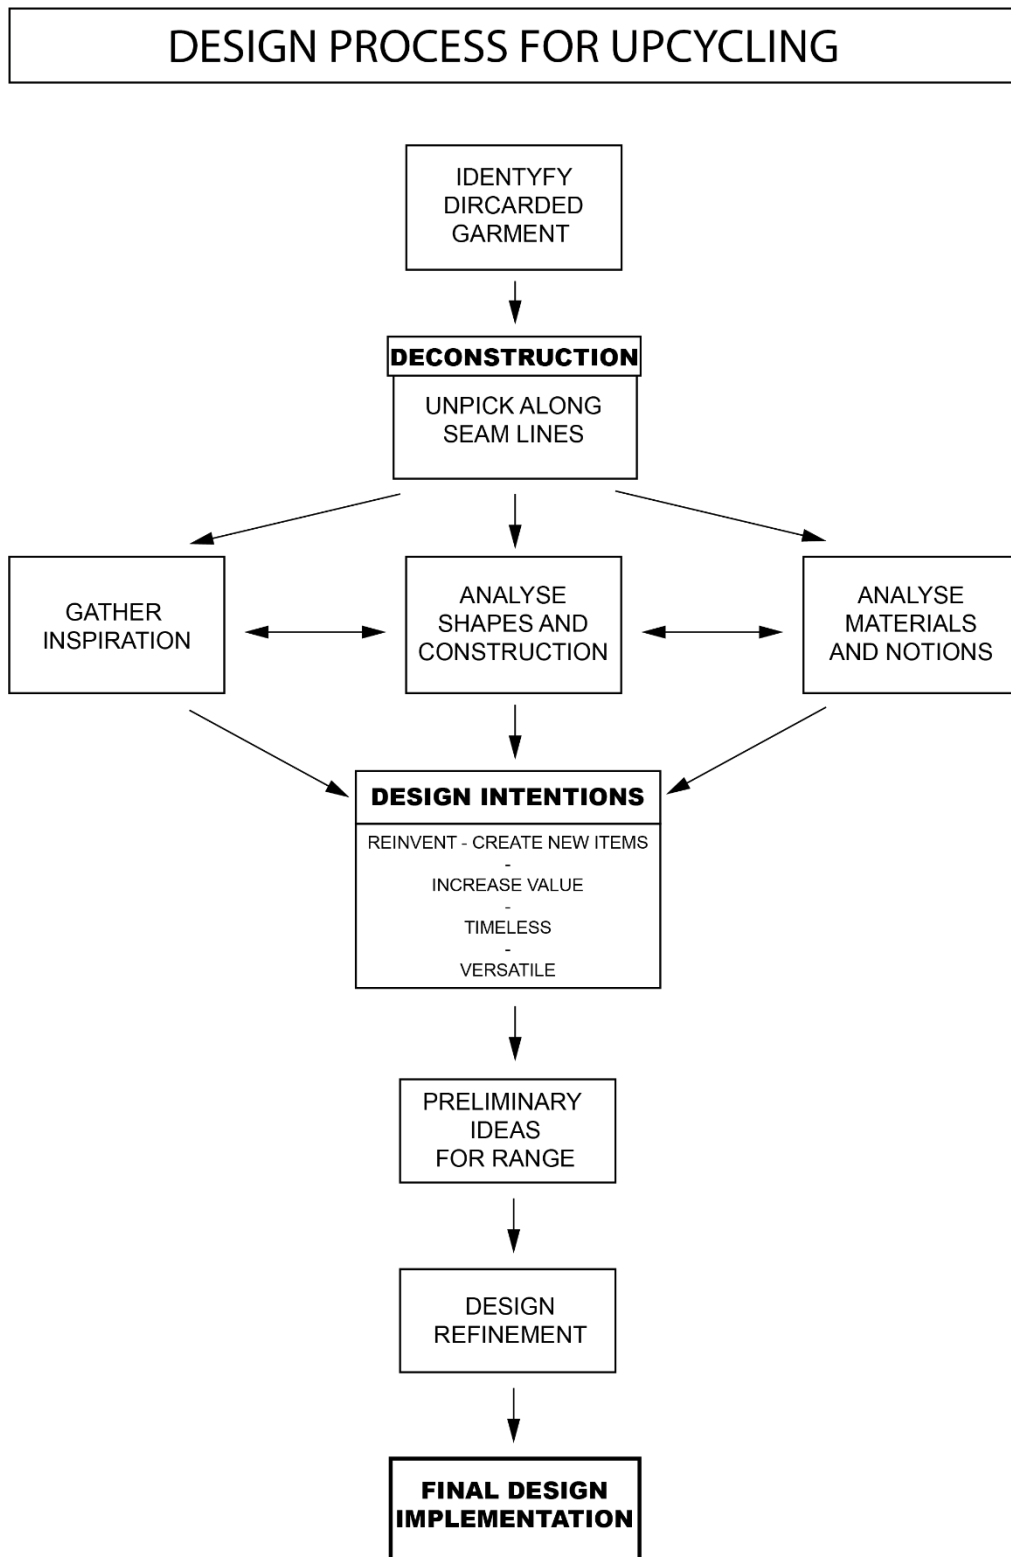 DESIGN PROCESS FOR UPCYCLING
IDENTYFY
DIRCARDED
GARMENT
DECONSTRUCTION
UNPICK ALONG
SEAM LINES
GATHER
INSPIRATION
ANALYSE
SHAPES AND
CONSTRUCTION
ANALYSE
MATERIALS
AND NOTIONS
DESIGN INTENTIONS
REINVENT - CREATE NEW ITEMS
-
INCREASE VALUE
-
TIMELESS
-
VERSATILE
PRELIMINARY
IDEAS
FOR RANGE
DESIGN
REFINEMENT
FINAL DESIGN
IMPLEMENTATION